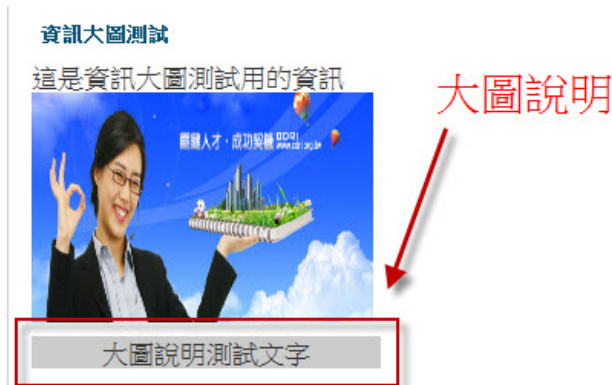 資訊大圖測試
這是資訊大圖測試用的資訊
大圖說明
關鍵人才・成功契機
大圖說明測試文字